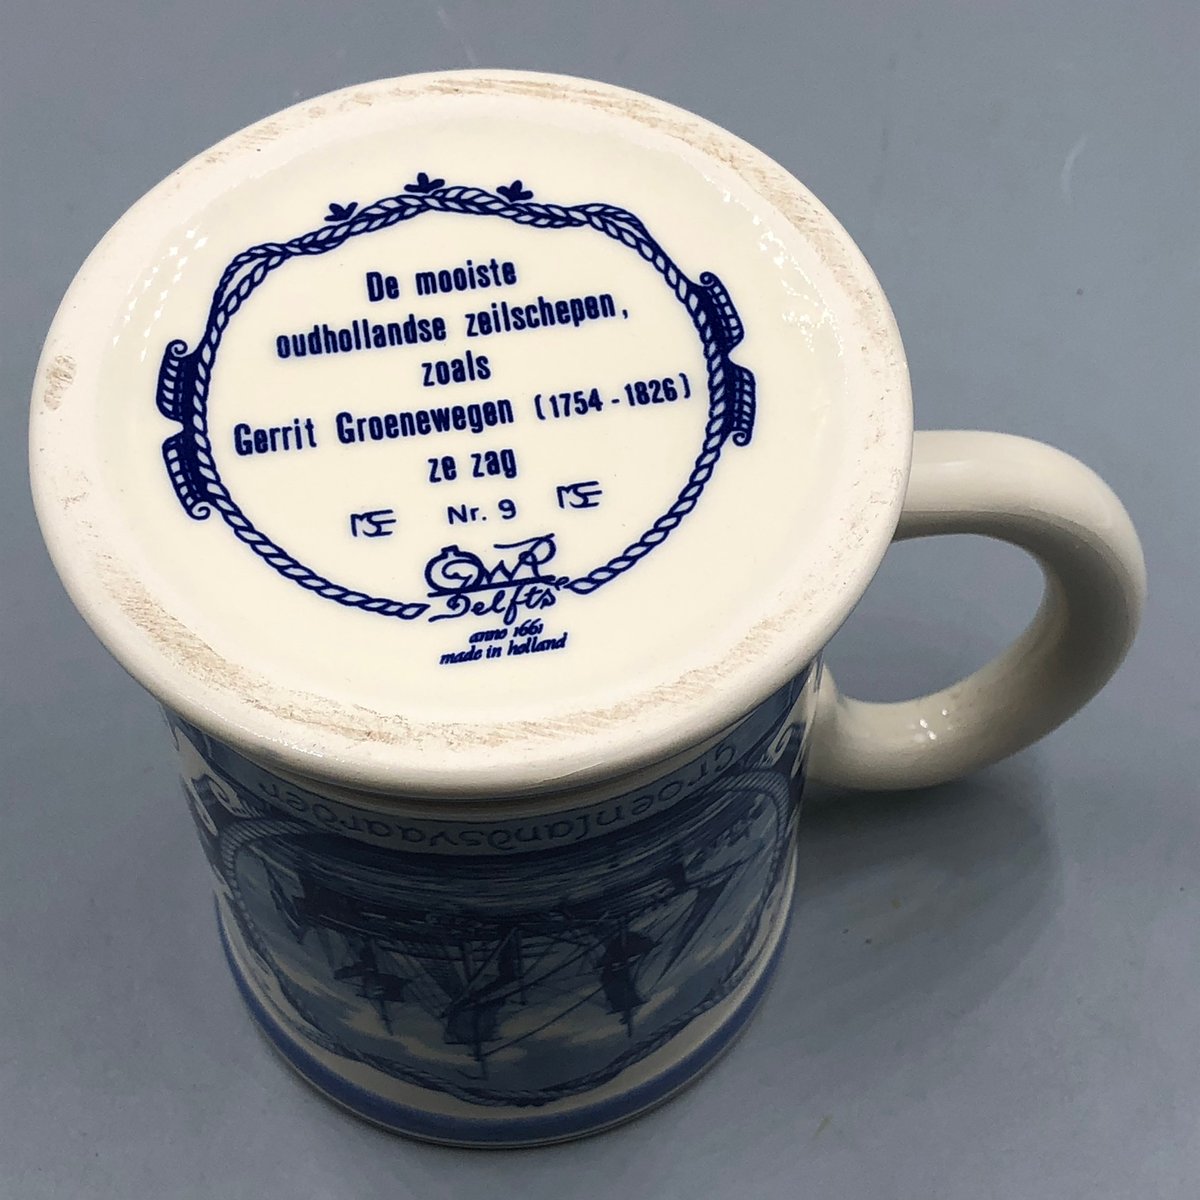 De mooiste
oudhollandse zeilschepen,
zoals
Gerrit Groenewegen (1754-1826)
ze zag
Nr. 9
Delfts
anno 1661
made in holland
Groenlandsvaarder